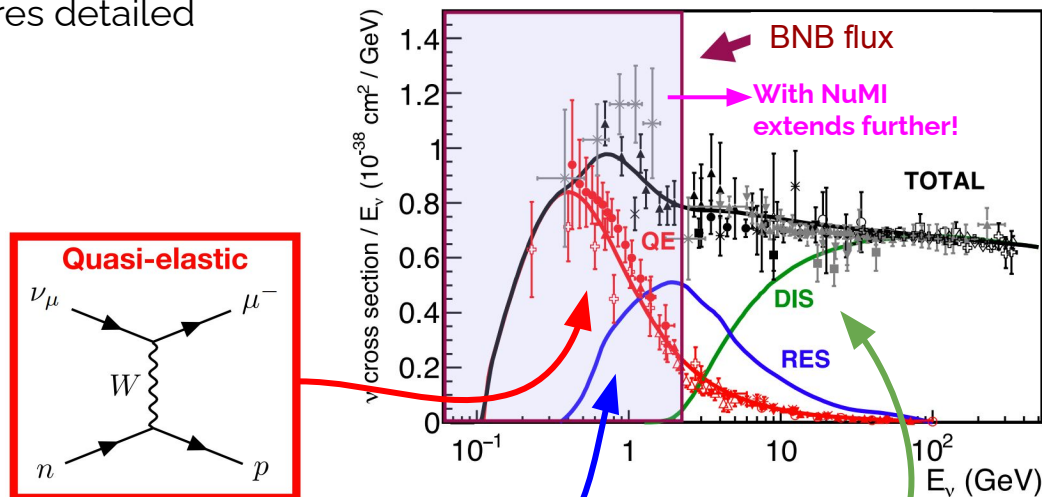 res detailed
ν cross section / E_ν (10⁻³⁸ cm² / GeV)
1.4
1.2
1
0.8
0.6
0.4
0.2
0
BNB flux
With NuMI
extends further!
TOTAL
QE
DIS
RES
10⁻¹
1
10
10²
E_ν (GeV)
Quasi-elastic
ν_μ
μ⁻
W
n
p